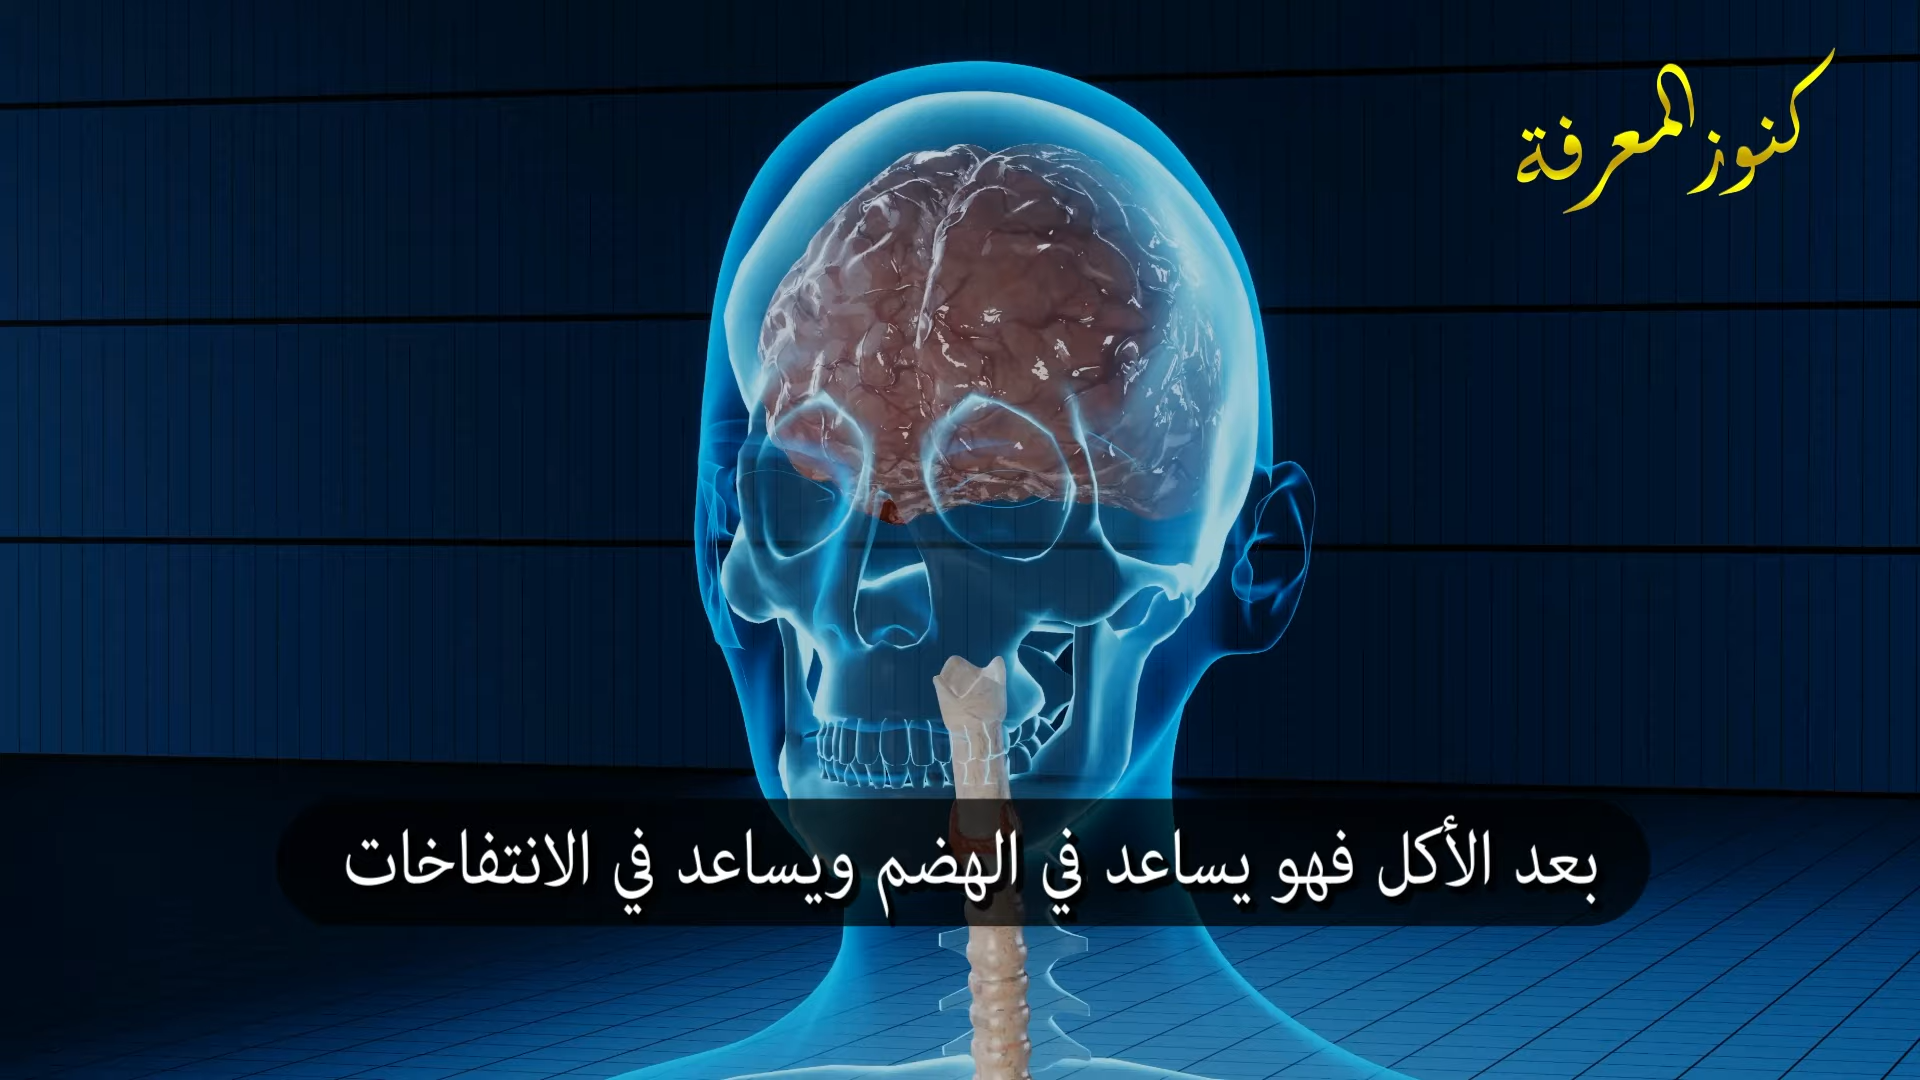 كنوز المعرفة
بعد الأكل فهو يساعد في الهضم ويساعد في الانتفاخات